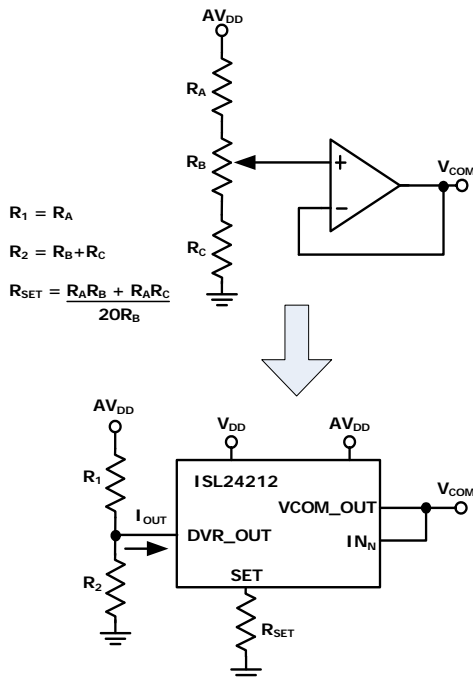 AV_DD
R_A
R_B
R_C
+
−
V_COM
R_1 = R_A
R_2 = R_B+R_C
R_SET = R_AR_B + R_AR_C
20R_B
AV_DD
V_DD
AV_DD
R_1
ISL24212
VCOM_OUT
V_COM
I_OUT
DVR_OUT
IN_N
R_2
SET
R_SET